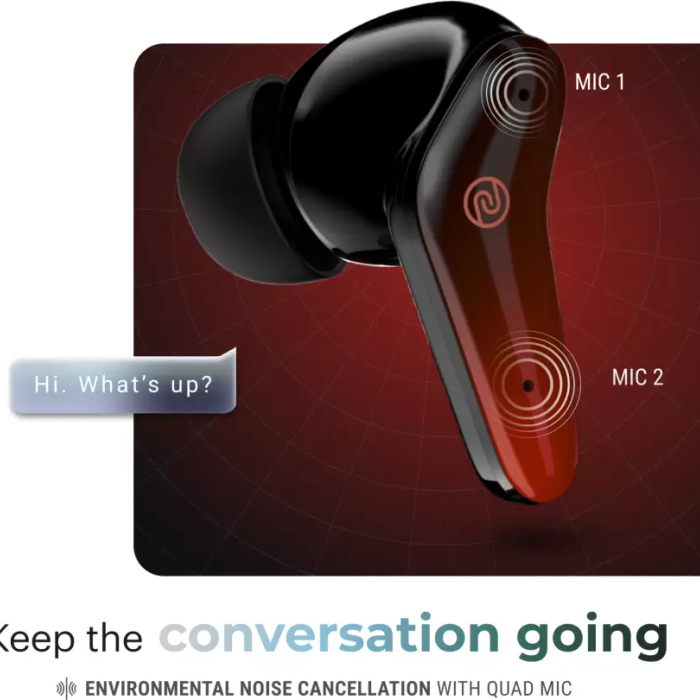 MIC 1
MIC 2
Hi. What's up?
Keep the conversation going
ENVIRONMENTAL NOISE CANCELLATION WITH QUAD MIC